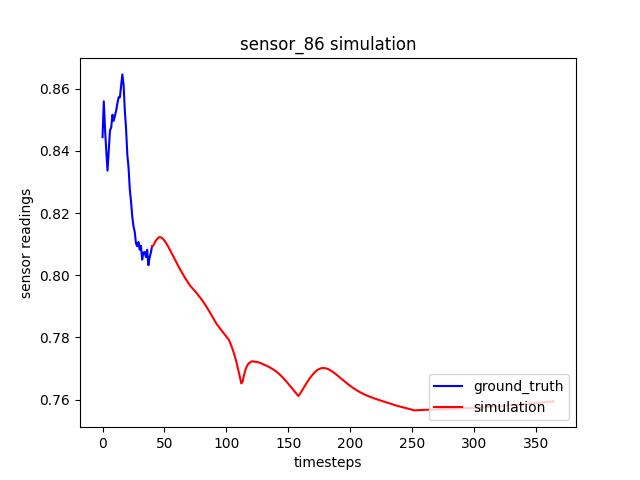 sensor_86 simulation
0.86
0.84
0.82
0.80
0.78
0.76
sensor readings
0 50 100 150 200 250 300 350
timesteps
ground_truth
simulation